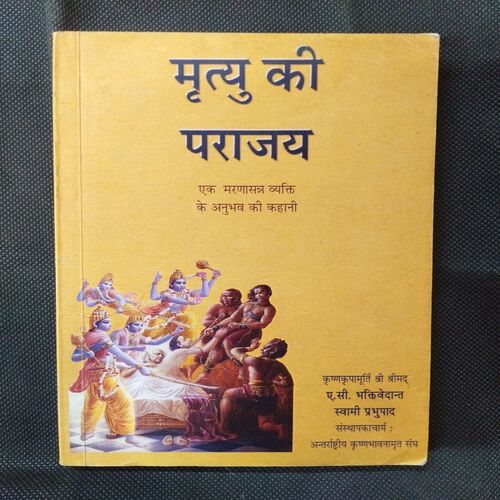 मृत्यु की
पराजय
एक मरणासन्न व्यक्ति
के अनुभव की कहानी
कृष्णकृपामूर्ति श्री श्रीमद्
ए.सी. भक्तिवेदान्त
स्वामी प्रभुपाद
संस्थापकाचार्य :
अन्तर्राष्ट्रीय कृष्णभावनामृत संघ